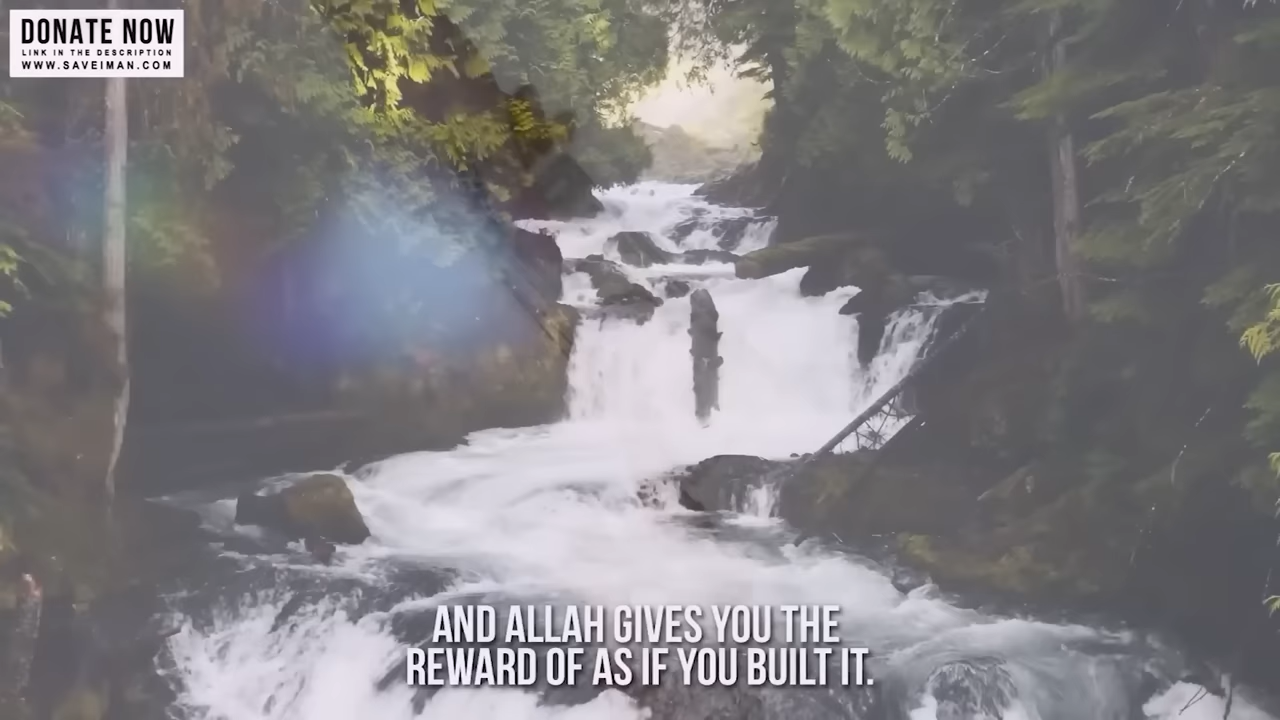 DONATE NOW
LINK IN THE DESCRIPTION
WWW.SAVEIMAN.COM
AND ALLAH GIVES YOU THE
REWARD OF AS IF YOU BUILT IT.